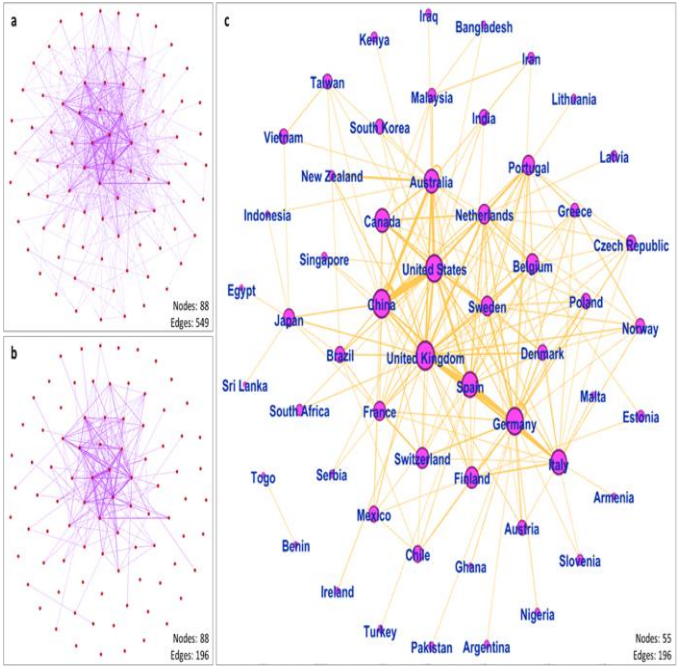 a
Nodes: 88
Edges: 549
b
Nodes: 88
Edges: 196
c
Iraq
Bangladesh
Kenya
Iran
Taiwan
Malaysia
Lithuania
India
South Korea
Vietnam
Latvia
Portugal
New Zealand
Australia
Indonesia
Canada
Netherlands
Greece
Czech Republic
Singapore
United States
Belgium
Egypt
China
Sweden
Poland
Japan
Norway
Brazil
United Kingdom
Denmark
Sri Lanka
Spain
Malta
South Africa
France
Germany
Estonia
Switzerland
Italy
Togo
Serbia
Finland
Armenia
Mexico
Austria
Benin
Chile
Ghana
Slovenia
Ireland
Nigeria
Turkey
Pakistan
Argentina
Nodes: 55
Edges: 196